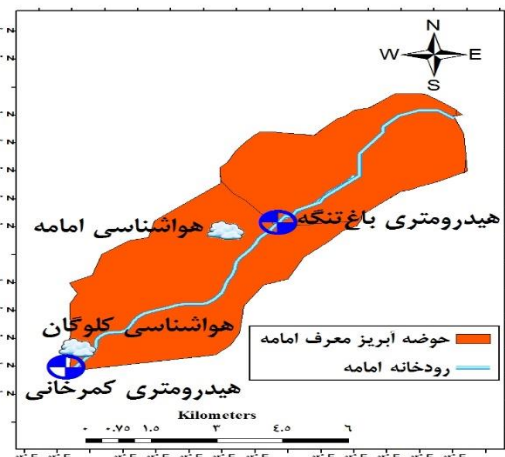 N
W E
S
هیدرومتری باغ‌تنگه
هواشناسی امامه
هواشناسی کلوگان
حوضه آبریز معرف امامه
رودخانه امامه
هیدرومتری کمرخانی
Kilometers
۰ ۰.۷۵ ۱.۵ ۳ ۴.۵ ۶